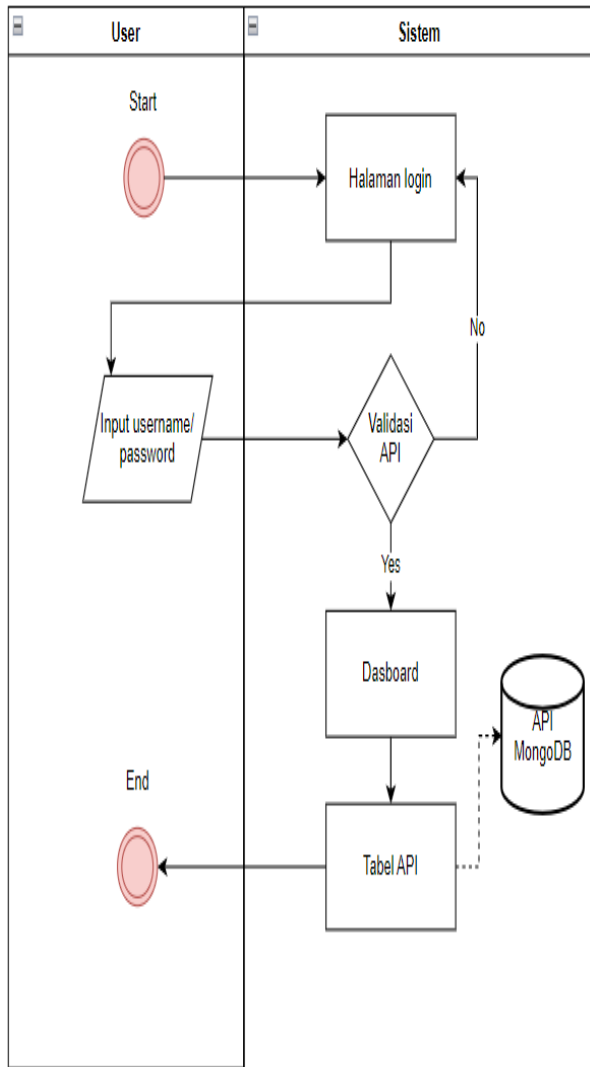 User
Sistem
Start
Halaman login
No
Input username/
password
Validasi
API
Yes
Dasboard
API
MongoDB
End
Tabel API